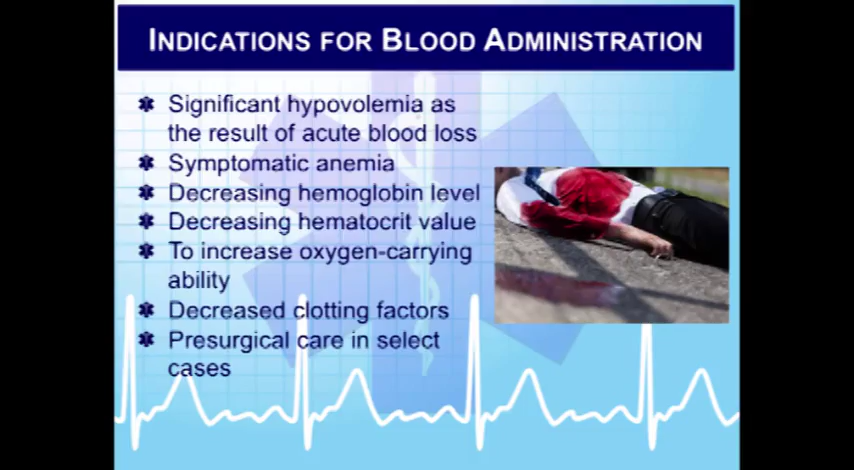 INDICATIONS FOR BLOOD ADMINISTRATION
Significant hypovolemia as
the result of acute blood loss
Symptomatic anemia
Decreasing hemoglobin level
Decreasing hematocrit value
To increase oxygen-carrying
ability
Decreased clotting factors
Presurgical care in select
cases